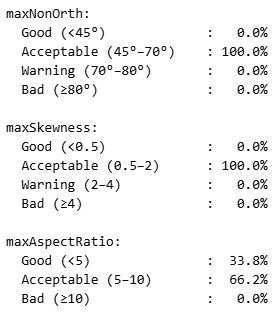 maxNonOrth:
  Good (<45°)             :   0.0%
  Acceptable (45°–70°)    : 100.0%
  Warning (70°–80°)       :   0.0%
  Bad (≥80°)              :   0.0%

maxSkewness:
  Good (<0.5)             :   0.0%
  Acceptable (0.5–2)      : 100.0%
  Warning (2–4)           :   0.0%
  Bad (≥4)                :   0.0%

maxAspectRatio:
  Good (<5)               :  33.8%
  Acceptable (5–10)       :  66.2%
  Bad (≥10)               :   0.0%